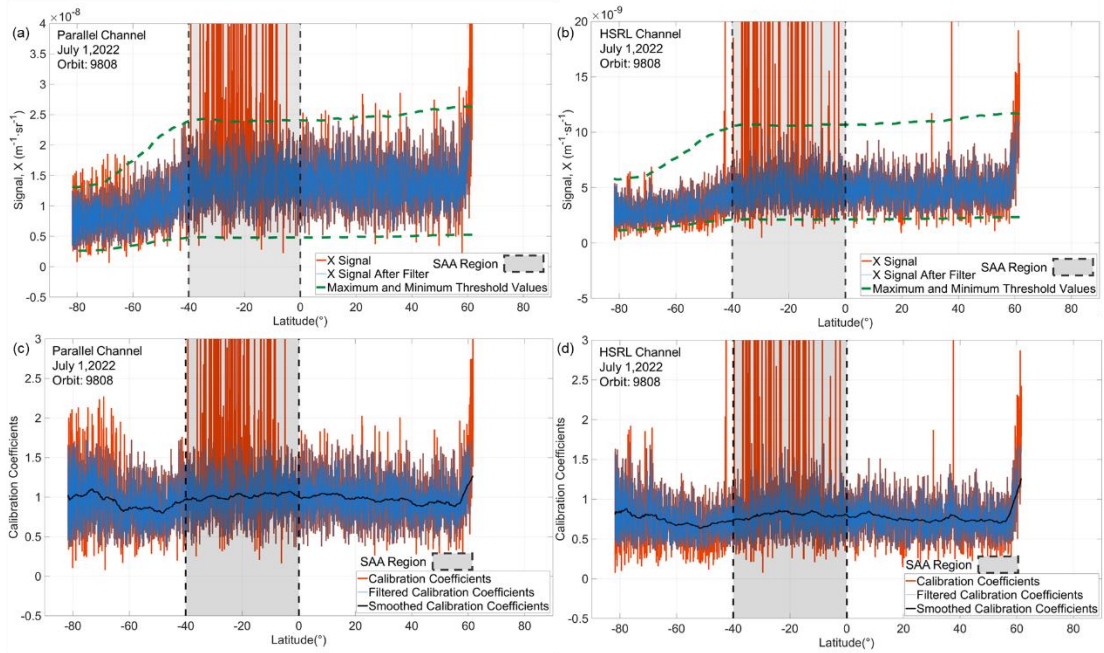 (a)
×10⁻⁸
Parallel Channel
July 1,2022
Orbit: 9808
4
3.5
3
2.5
2
1.5
1
0.5
0
-0.5
Signal, X (m⁻¹·sr⁻¹)
X Signal
X Signal After Filter
Maximum and Minimum Threshold Values
SAA Region
-80 -60 -40 -20 0 20 40 60 80
Latitude(°)
(b)
×10⁻⁹
HSRL Channel
July 1,2022
Orbit: 9808
20
15
10
5
0
-5
Signal, X (m⁻¹·sr⁻¹)
X Signal
X Signal After Filter
Maximum and Minimum Threshold Values
SAA Region
-80 -60 -40 -20 0 20 40 60 80
Latitude(°)
(c)
Parallel Channel
July 1,2022
Orbit: 9808
3
2.5
2
1.5
1
0.5
0
-0.5
Calibration Coefficients
SAA Region
Calibration Coefficients
Filtered Calibration Coefficients
Smoothed Calibration Coefficients
-80 -60 -40 -20 0 20 40 60 80
Latitude(°)
(d)
HSRL Channel
July 1,2022
Orbit: 9808
3
2.5
2
1.5
1
0.5
0
-0.5
Calibration Coefficients
SAA Region
Calibration Coefficients
Filtered Calibration Coefficients
Smoothed Calibration Coefficients
-80 -60 -40 -20 0 20 40 60 80
Latitude(°)